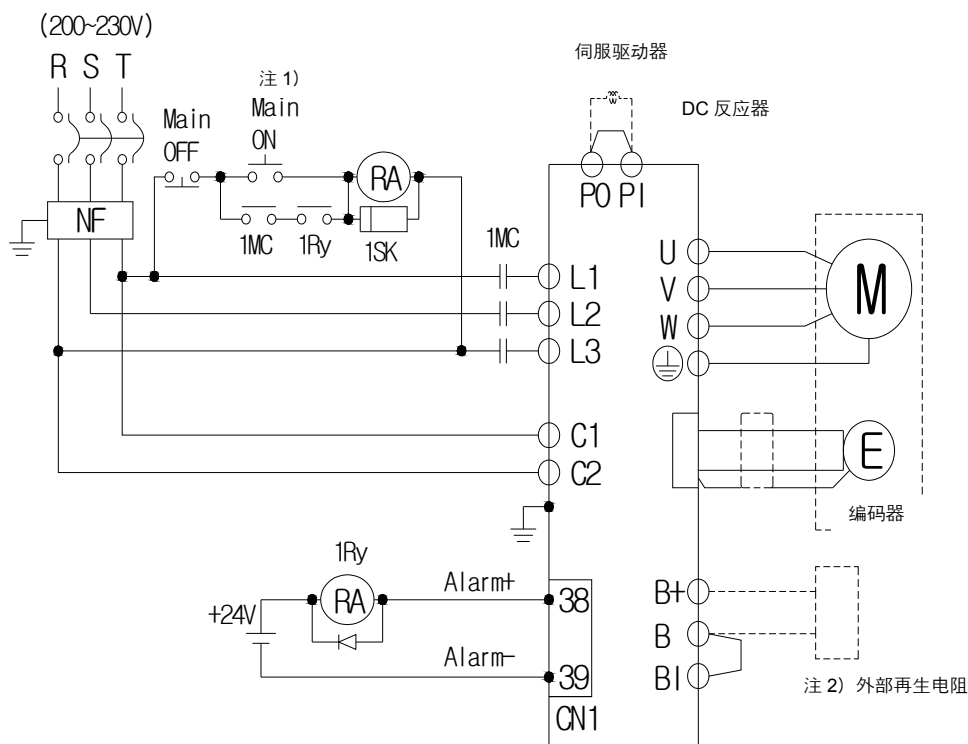 (200~230V)
R S T
注 1)
Main
ON
Main
OFF
RA
1MC
1Ry
1SK
NF
1MC
L1
L2
L3
C1
C2
伺服驱动器
DC 反应器
PO PI
U
V
W
M
E
编码器
1Ry
RA
+24V
Alarm+
Alarm-
38
39
CN1
B+
B
BI
注 2) 外部再生电阻